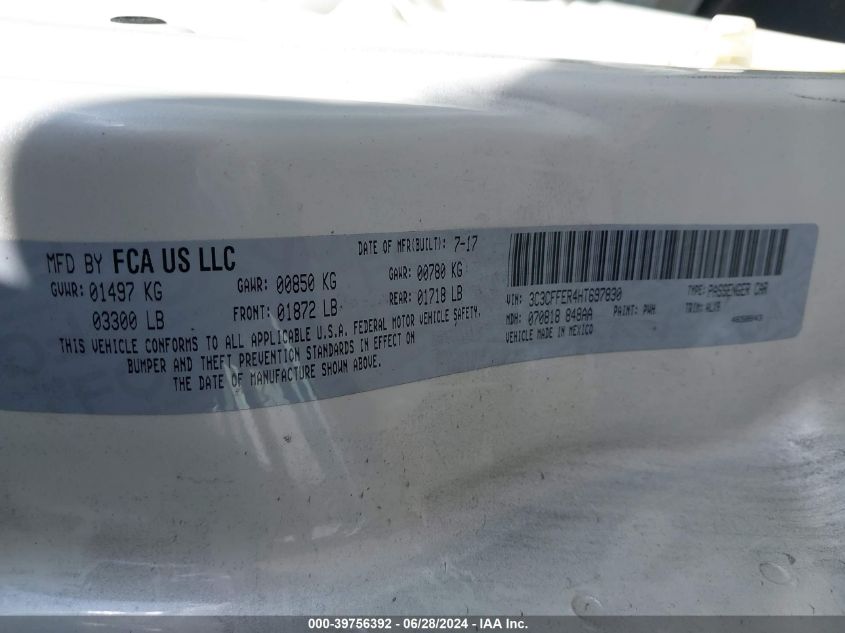 MFD BY FCA US LLC
DATE OF MFR(BUILT): 7-17
GVWR: 01497 KG
GAWR: 00850 KG
GAWR: 00780 KG
03300 LB
FRONT: 01872 LB
REAR: 01718 LB
THIS VEHICLE CONFORMS TO ALL APPLICABLE U.S.A. FEDERAL MOTOR VEHICLE SAFETY,
BUMPER AND THEFT PREVENTION STANDARDS IN EFFECT ON
THE DATE OF MANUFACTURE SHOWN ABOVE.
VIN: 3C3CFFER4HT697830
TYPE: PASSENGER CAR
MDH: 070818 848AA
PAINT: PWH
TRIM:
VEHICLE MADE IN MEXICO
000-39756392 / 06/28/2024 / IAA Inc.